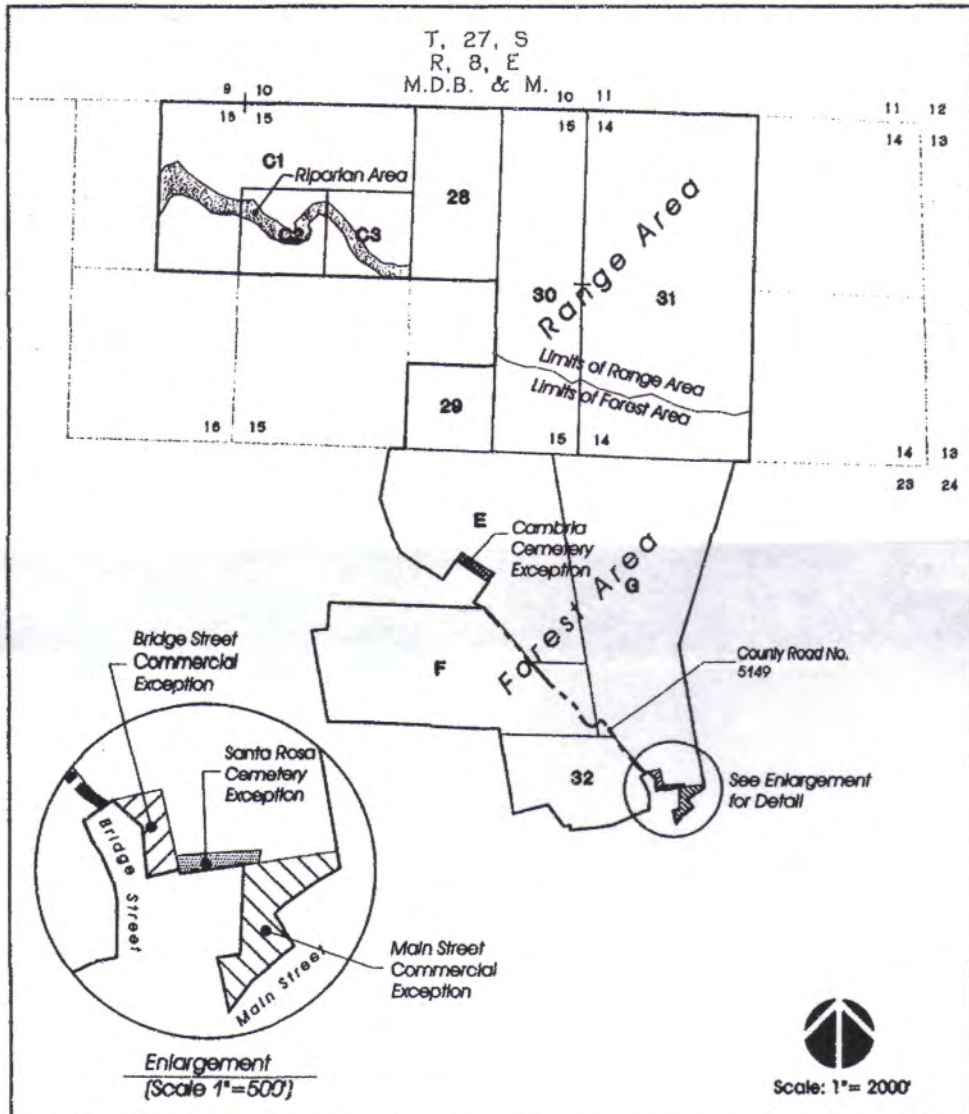 T, 27, S
R, 8, E
M.D.B. & M.
9 10
15 15
10 11
15 14
11 12
14 13
C1
Riparian Area
C2
C3
28
30
31
Range Area
Limits of Range Area
Limits of Forest Area
29
16 15
15 14
14 13
23 24
E
Cambria
Cemetery
Exception
Forest Area
G
F
County Road No.
5149
32
See Enlargement
for Detail
Bridge Street
Commercial
Exception
Santa Rosa
Cemetery
Exception
Bridge Street
Main Street
Commercial
Exception
Main Street
Enlargement
(Scale 1"=500')
Scale: 1"= 2000'